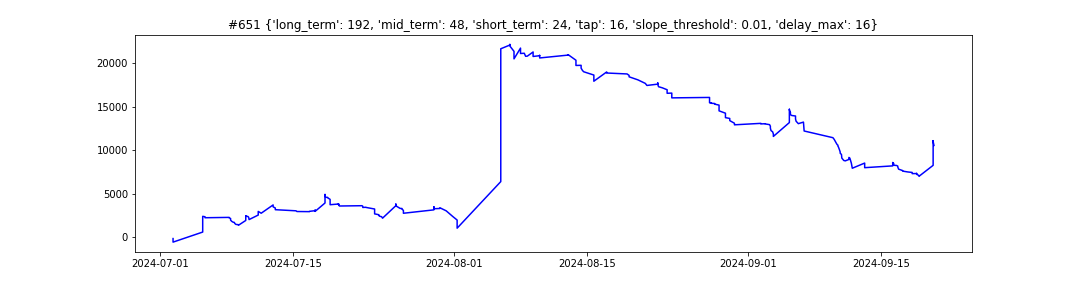 #651 {'long_term': 192, 'mid_term': 48, 'short_term': 24, 'tap': 16, 'slope_threshold': 0.01, 'delay_max': 16}
20000
15000
10000
5000
0
2024-07-01 2024-07-15 2024-08-01 2024-08-15 2024-09-01 2024-09-15